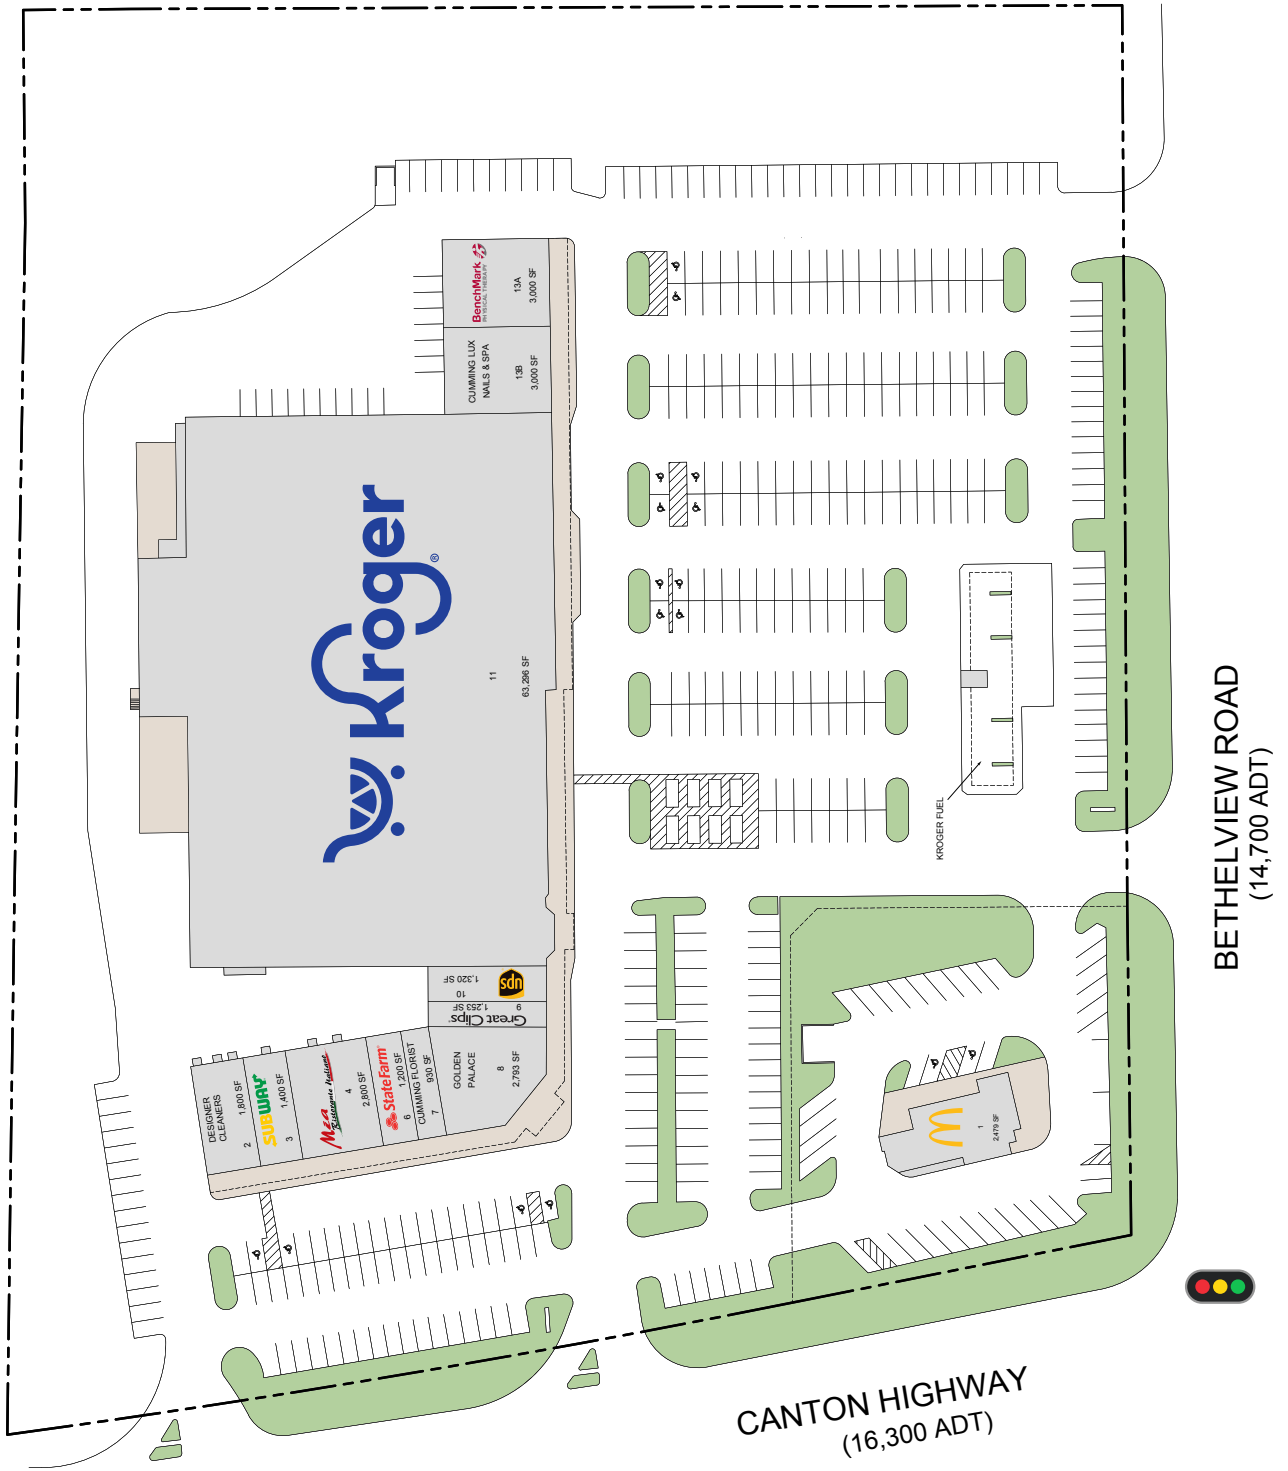 BenchMark
PHYSICAL THERAPY
13A
3,000 SF
CUMMING LUX
NAILS & SPA
13B
3,000 SF
Kroger®
11
63,296 SF
ups
10
1,320 SF
Great Clips
9
1,253 SF
GOLDEN
PALACE
8
2,793 SF
CUMMING FLORIST
7
930 SF
StateFarm
6
1,200 SF
Mezza
Ristorante Italiano
4
2,800 SF
SUBWAY
3
1,400 SF
DESIGNER
CLEANERS
2
1,800 SF
KROGER FUEL
1
2,479 SF
BETHELVIEW ROAD
(14,700 ADT)
CANTON HIGHWAY
(16,300 ADT)